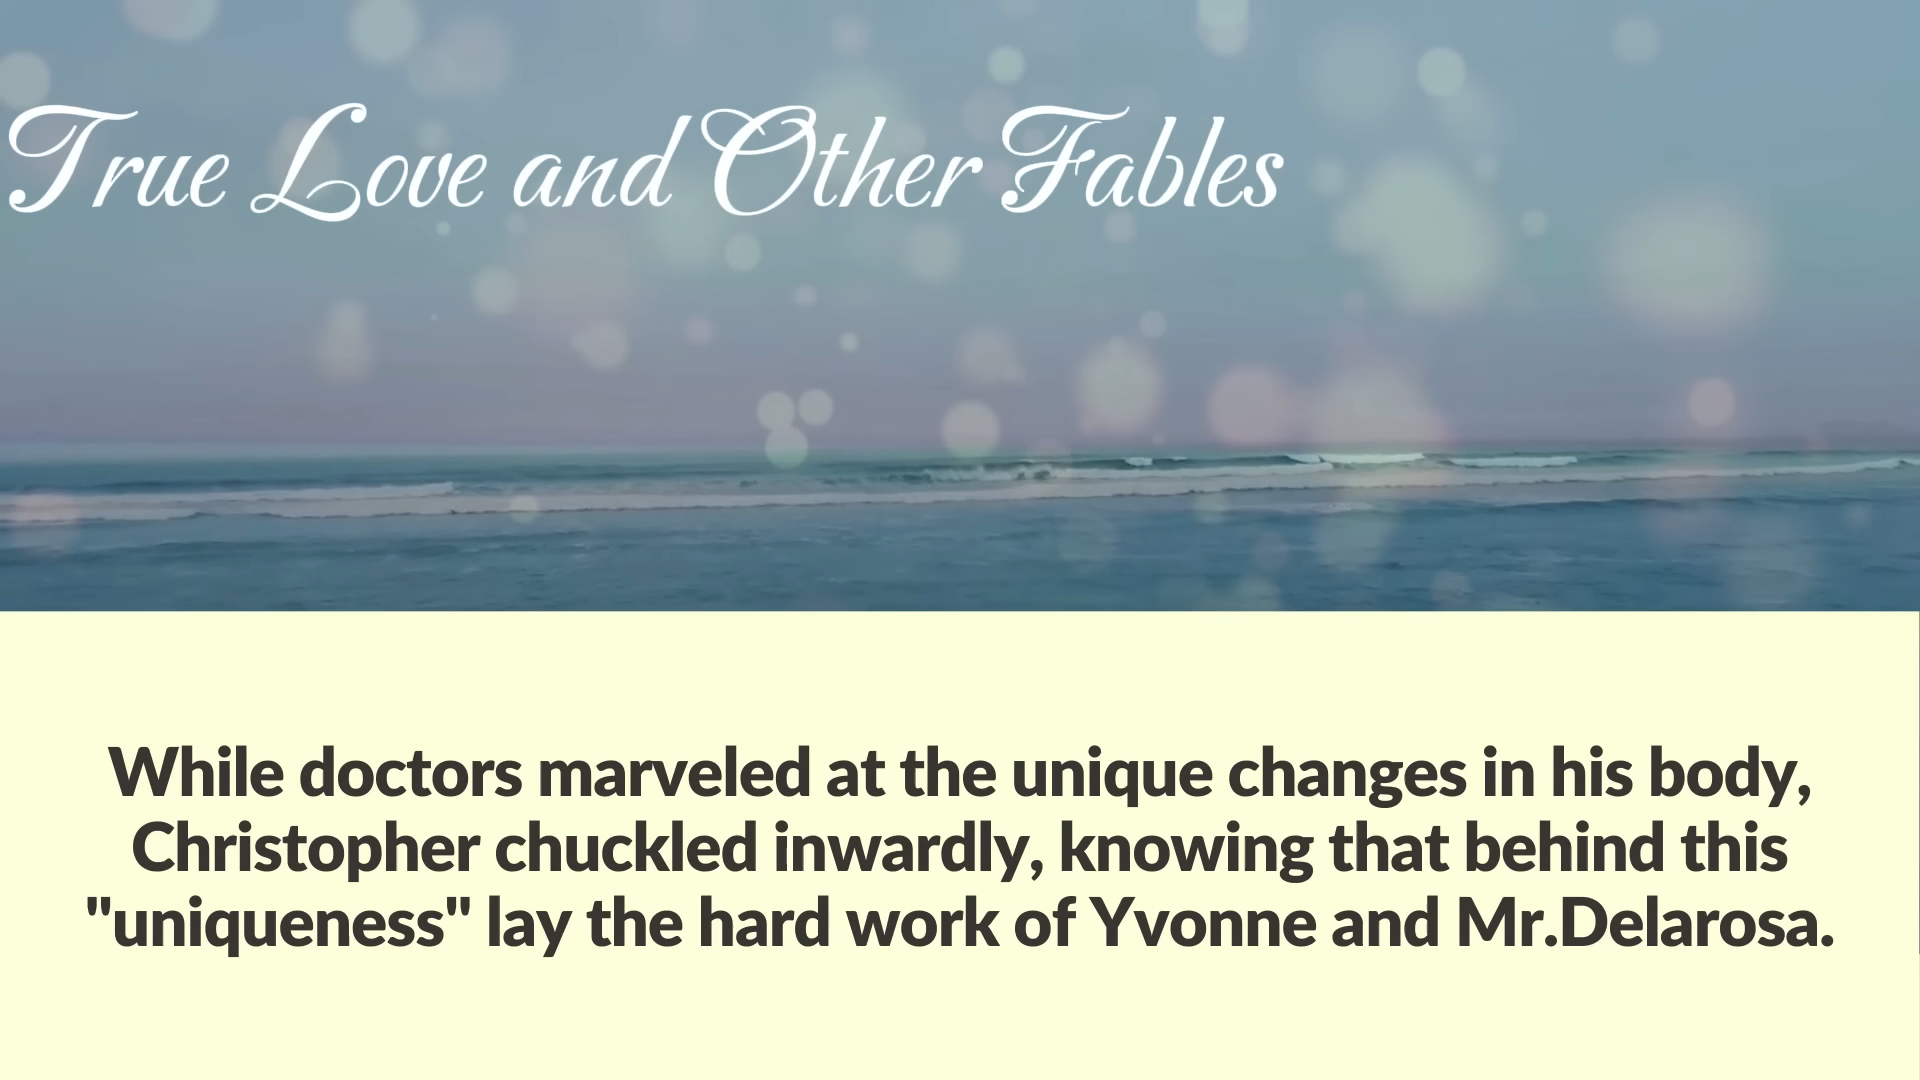 True Love and Other Fables
While doctors marveled at the unique changes in his body,
Christopher chuckled inwardly, knowing that behind this
"uniqueness" lay the hard work of Yvonne and Mr.Delarosa.